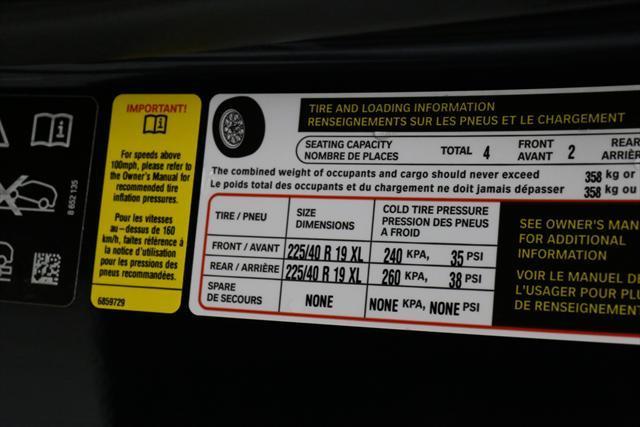 8 652 135
IMPORTANT!
For speeds above
100mph, please refer to
the Owner's Manual for
recommended tire
inflation pressures.
Pour les vitesses
au-dessus de 160
km/h, faites référence à
la notice d'utilisation
pour les pressions des
pneus recommandées.
6859729
TIRE AND LOADING INFORMATION
RENSEIGNEMENTS SUR LES PNEUS ET LE CHARGEMENT
SEATING CAPACITY
NOMBRE DE PLACES
TOTAL 4
FRONT
AVANT 2
REAR
The combined weight of occupants and cargo should never exceed 358 kg or
Le poids total des occupants et du chargement ne doit jamais dépasser 358 kg ou
TIRE / PNEU
SIZE
DIMENSIONS
COLD TIRE PRESSURE
PRESSION DES PNEUS
A FROID
FRONT / AVANT 225/40 R 19 XL 240 KPA, 35 PSI
REAR / ARRIÈRE 225/40 R 19 XL 260 KPA, 38 PSI
SPARE
DE SECOURS
NONE NONE KPA, NONE PSI
SEE OWNER'S
FOR ADDITIONAL
INFORMATION
VOIR LE MANUEL
L'USAGER POUR
DE